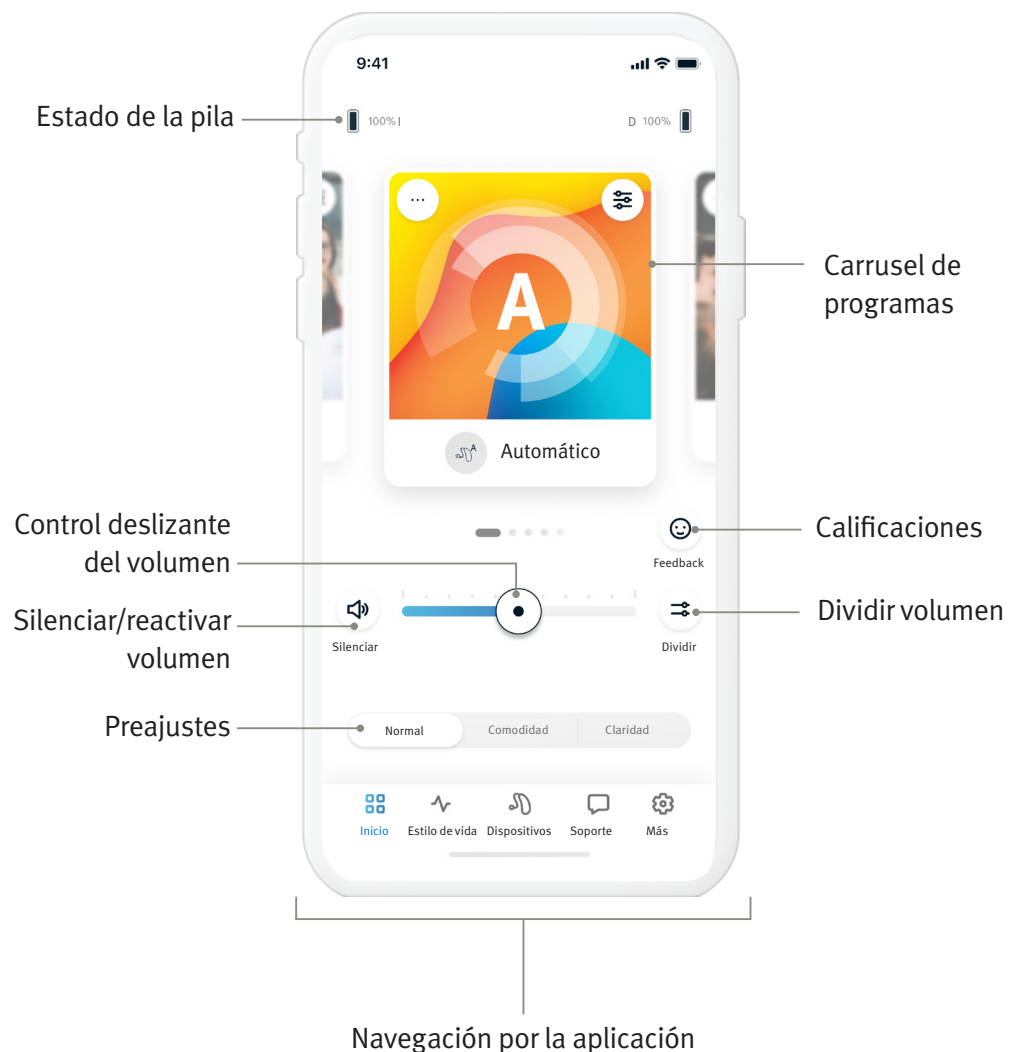 9:41
Estado de la pila
100% I
D 100%
...
A
Carrusel de
programas
A
Automático
Control deslizante
del volumen
Calificaciones
Feedback
Silenciar/reactivar
volumen
Dividir volumen
Silenciar
Dividir
Preajustes
Normal
Comodidad
Claridad
Inicio
Estilo de vida
Dispositivos
Soporte
Más
Navegación por la aplicación